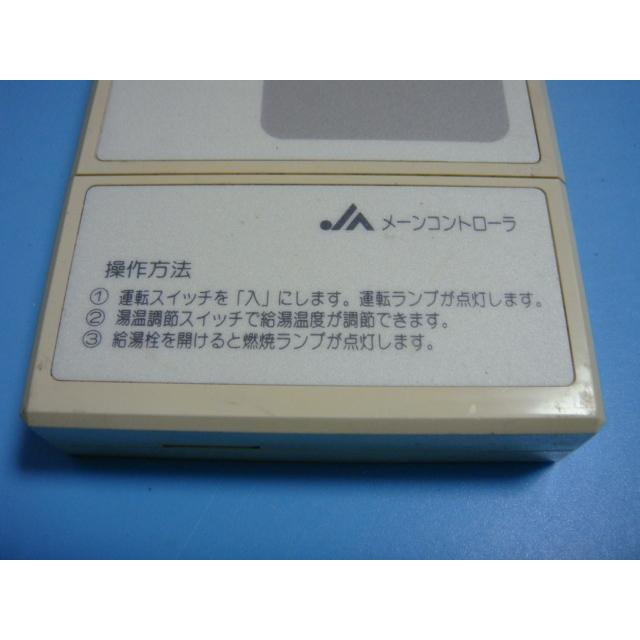 JA メーンコントローラ
操作方法
① 運転スイッチを「入」にします。運転ランプが点灯します。
② 湯温調節スイッチで給湯温度が調節できます。
③ 給湯栓を開けると燃焼ランプが点灯します。